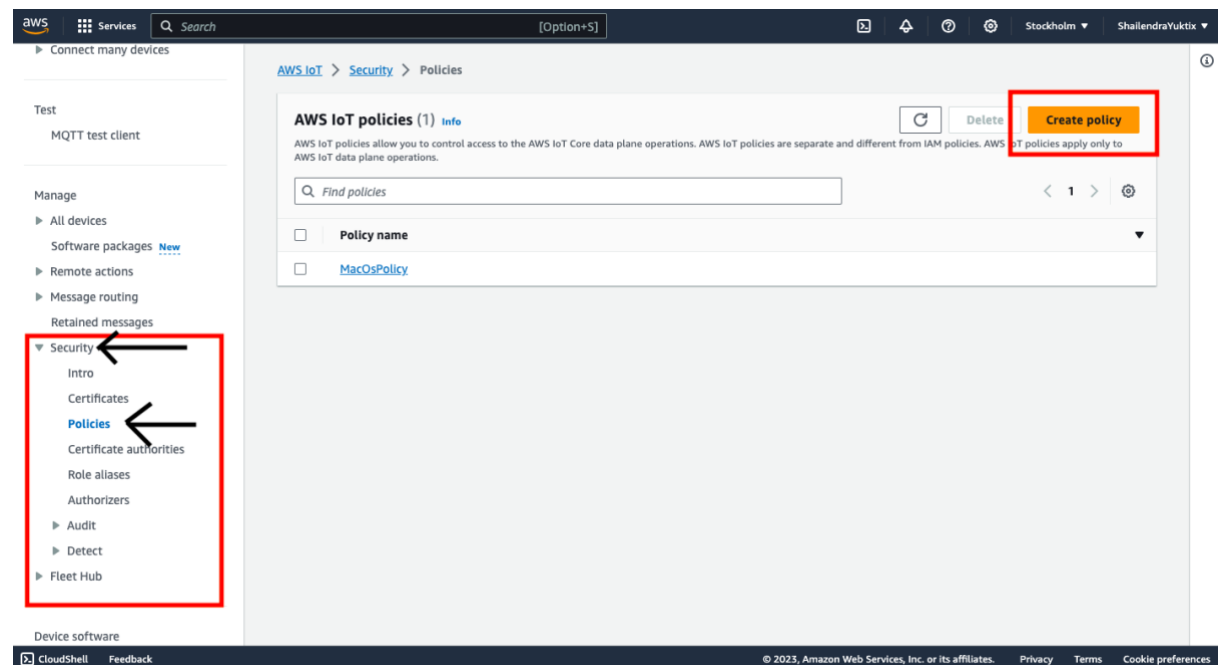 aws Services Search [Option+S] Stockholm ▼ ShailendraYuktix ▼
Connect many devices
Test
MQTT test client
Manage
All devices
Software packages New
Remote actions
Message routing
Retained messages
Security
Intro
Certificates
Policies
Certificate authorities
Role aliases
Authorizers
Audit
Detect
Fleet Hub
Device software
AWS IoT > Security > Policies
AWS IoT policies (1) Info
Delete
Create policy
AWS IoT policies allow you to control access to the AWS IoT Core data plane operations. AWS IoT policies are separate and different from IAM policies. AWS IoT policies apply only to
AWS IoT data plane operations.
Find policies
< 1 >
Policy name
MacOsPolicy
CloudShell Feedback © 2023, Amazon Web Services, Inc. or its affiliates. Privacy Terms Cookie preferences